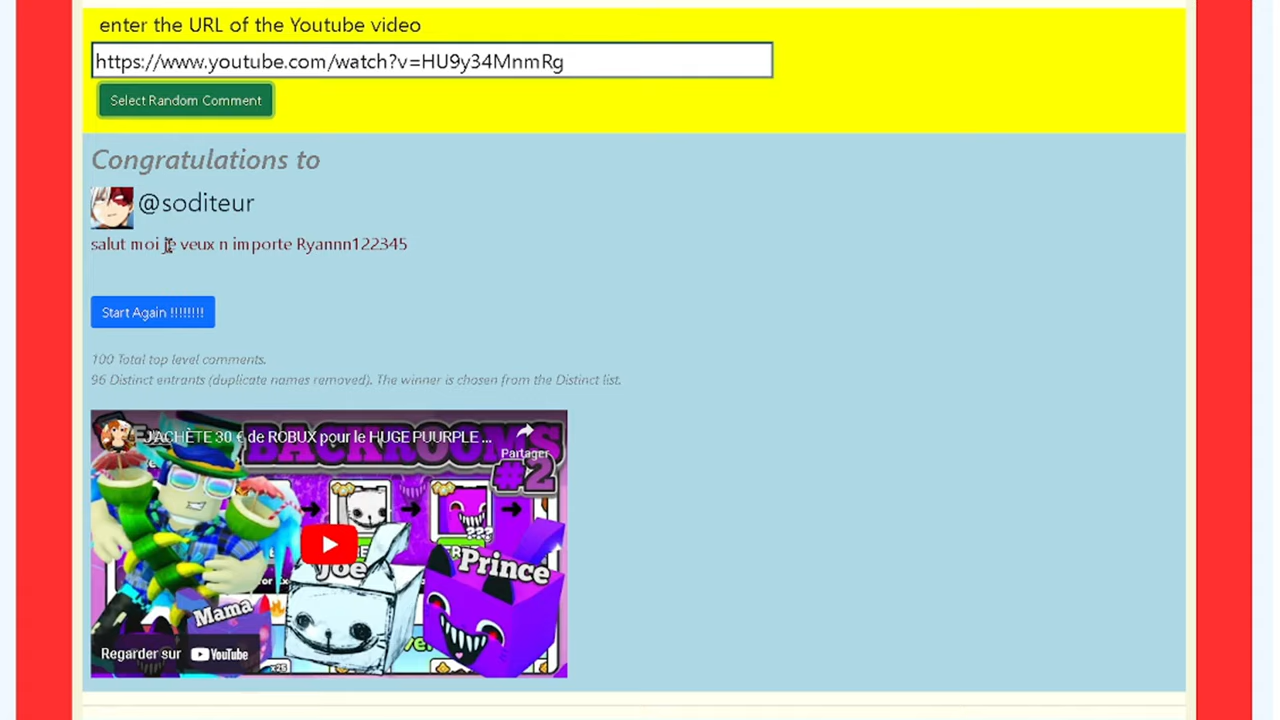 enter the URL of the Youtube video
https://www.youtube.com/watch?v=HU9y34MnmRg
Select Random Comment
Congratulations to
@soditeur
salut moi je veux n importe Ryannn122345
Start Again !!!!!!!!
100 Total top level comments.
96 Distinct entrants (duplicate names removed). The winner is chosen from the Distinct list.
J'ACHÈTE 30 € de ROBUX pour le HUGE PUURPLE ...
BACKROOMS
Partager
#2
???
Joe
Prince
Mama
Regarder sur YouTube
x25